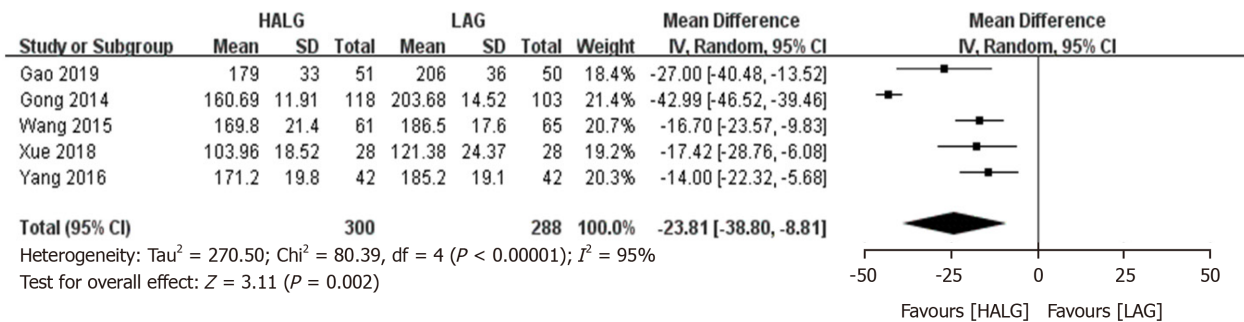 HALG LAG Mean Difference Mean Difference
Study or Subgroup Mean SD Total Mean SD Total Weight IV, Random, 95% CI IV, Random, 95% CI
Gao 2019 179 33 51 206 36 50 18.4% -27.00 [-40.48, -13.52]
Gong 2014 160.69 11.91 118 203.68 14.52 103 21.4% -42.99 [-46.52, -39.46]
Wang 2015 169.8 21.4 61 186.5 17.6 65 20.7% -16.70 [-23.57, -9.83]
Xue 2018 103.96 18.52 28 121.38 24.37 28 19.2% -17.42 [-28.76, -6.08]
Yang 2016 171.2 19.8 42 185.2 19.1 42 20.3% -14.00 [-22.32, -5.68]
Total (95% CI) 300 288 100.0% -23.81 [-38.80, -8.81]
Heterogeneity: Tau² = 270.50; Chi² = 80.39, df = 4 (P < 0.00001); I² = 95%
Test for overall effect: Z = 3.11 (P = 0.002)
-50 -25 0 25 50
Favours [HALG] Favours [LAG]